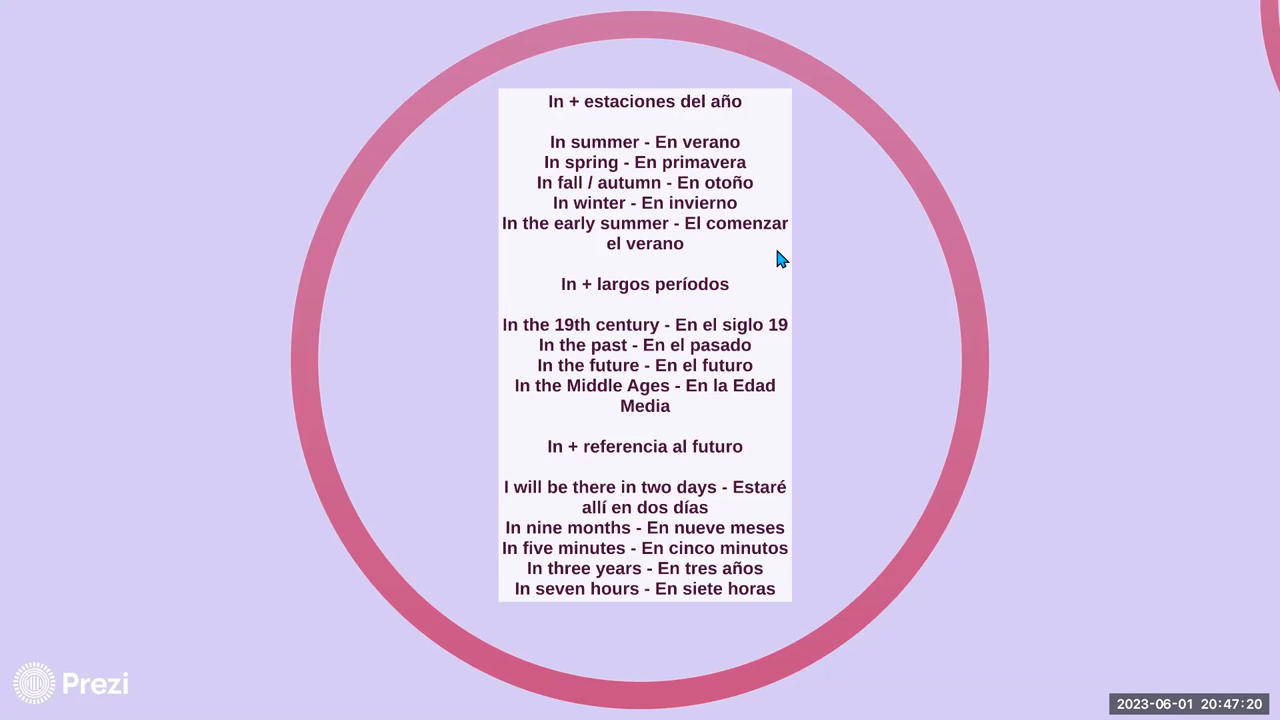 In + estaciones del año
In summer - En verano
In spring - En primavera
In fall / autumn - En otoño
In winter - En invierno
In the early summer - El comenzar
el verano
In + largos períodos
In the 19th century - En el siglo 19
In the past - En el pasado
In the future - En el futuro
In the Middle Ages - En la Edad
Media
In + referencia al futuro
I will be there in two days - Estaré
allí en dos días
In nine months - En nueve meses
In five minutes - En cinco minutos
In three years - En tres años
In seven hours - En siete horas
Prezi
2023-06-01 20:47:20